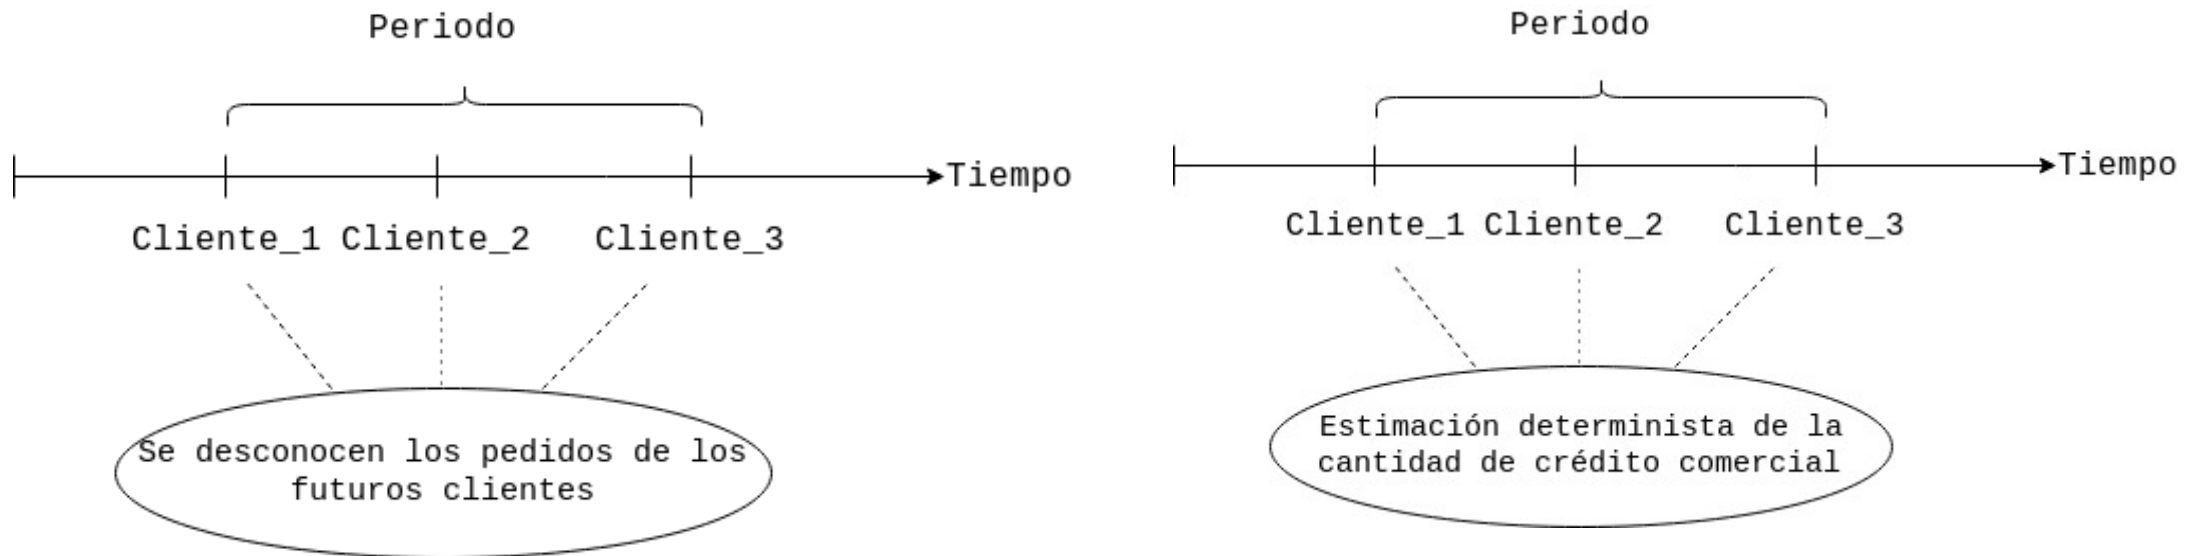 Periodo
Tiempo
Cliente_1 Cliente_2 Cliente_3
Se desconocen los pedidos de los
futuros clientes
Periodo
Tiempo
Cliente_1 Cliente_2 Cliente_3
Estimación determinista de la
cantidad de crédito comercial